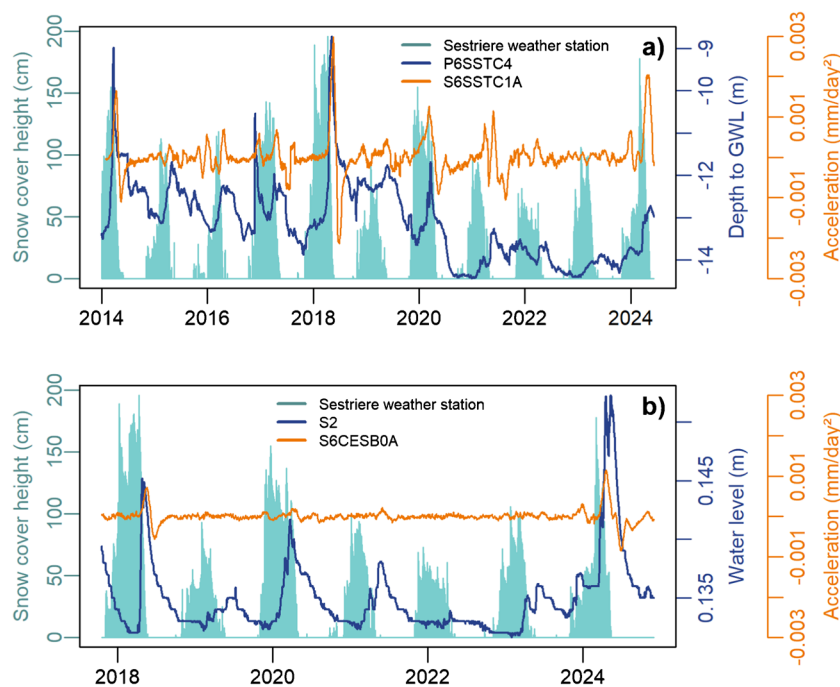 a)
Sestriere weather station
P6SSTC4
S6SSTC1A
Snow cover height (cm)
0 50 100 150 200
Depth to GWL (m)
-14 -12 -10 -9
Acceleration (mm/day²)
-0.003 -0.001 0.001 0.003
2014 2016 2018 2020 2022 2024
b)
Sestriere weather station
S2
S6CESB0A
Snow cover height (cm)
0 50 100 150 200
Water level (m)
0.135 0.145
Acceleration (mm/day²)
-0.003 -0.001 0.001 0.003
2018 2020 2022 2024